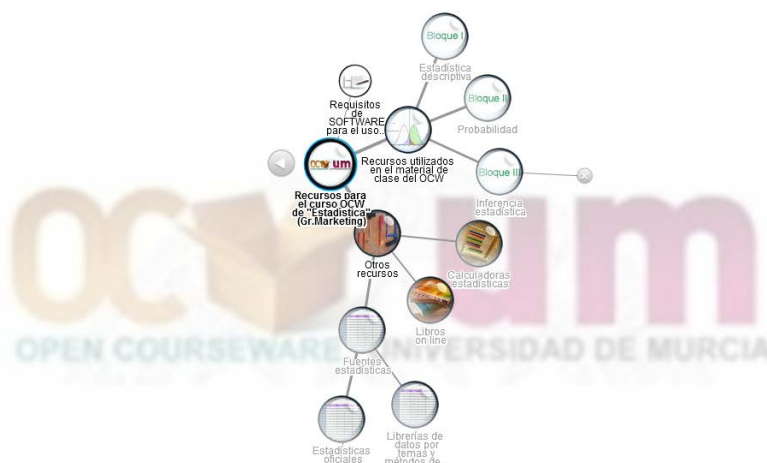 Bloque I
Estadística
descriptiva
Requisitos
de
SOFTWARE
para el uso...
Bloque II
Probabilidad
OCW um
Recursos utilizados
en el material de
clase del OCW
Bloque III
Recursos para
el curso OCW
de "Estadística"
(Gr.Marketing)
Inferencia
estadística
Otros
recursos
Calculadoras
estadísticas
Libros
on line
OCW um
OPEN COURSEWARE UNIVERSIDAD DE MURCIA
Fuentes
estadísticas
Estadísticas
oficiales
Librerías de
datos por
temas y
métodos de...